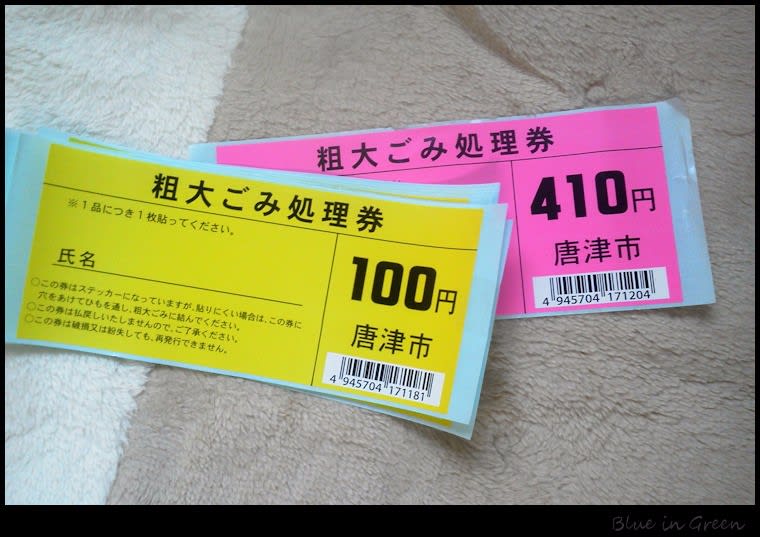 粗大ごみ処理券
410円
唐津市
4 945704 171204
粗大ごみ処理券
※1品につき1枚貼ってください。
氏名
○この券はステッカーになっていますが、貼りにくい場合は、この券に
穴をあけてひもを通し、粗大ごみに結んでください。
○この券は払戻しいたしませんので、ご了承ください。
○この券は破損又は紛失しても、再発行できません。
100円
唐津市
4 945704 171181
Blue in Green